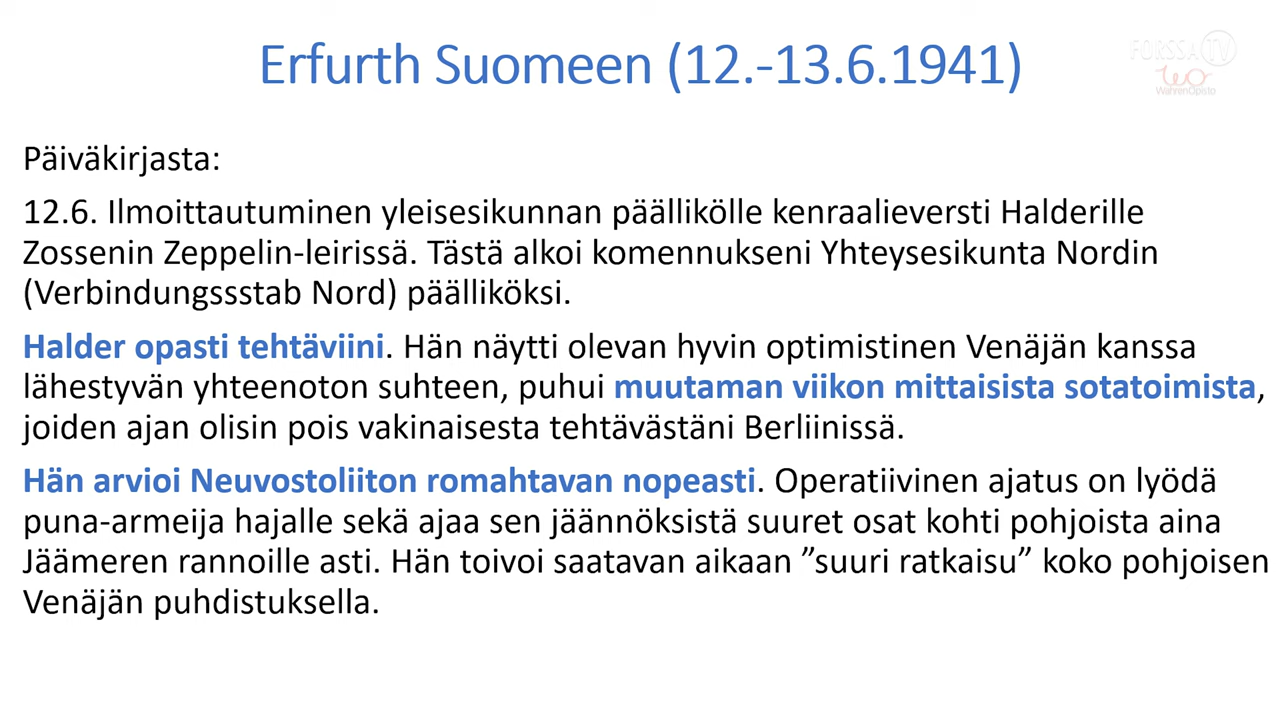 Erfurth Suomeen (12.-13.6.1941)
FORSSA TV
WahrenOpisto
Päiväkirjasta:
12.6. Ilmoittautuminen yleisesikunnan päällikölle kenraalieversti Halderille
Zossenin Zeppelin-leirissä. Tästä alkoi komennukseni Yhteysesikunta Nordin
(Verbindungssstab Nord) päälliköksi.
Halder opasti tehtäviini. Hän näytti olevan hyvin optimistinen Venäjän kanssa
lähestyvän yhteenoton suhteen, puhui muutaman viikon mittaisista sotatoimista,
joiden ajan olisin pois vakinaisesta tehtävästäni Berliinissä.
Hän arvioi Neuvostoliiton romahtavan nopeasti. Operatiivinen ajatus on lyödä
puna-armeija hajalle sekä ajaa sen jäännöksistä suuret osat kohti pohjoista aina
Jäämeren rannoille asti. Hän toivoi saatavan aikaan ”suuri ratkaisu” koko pohjoisen
Venäjän puhdistuksella.